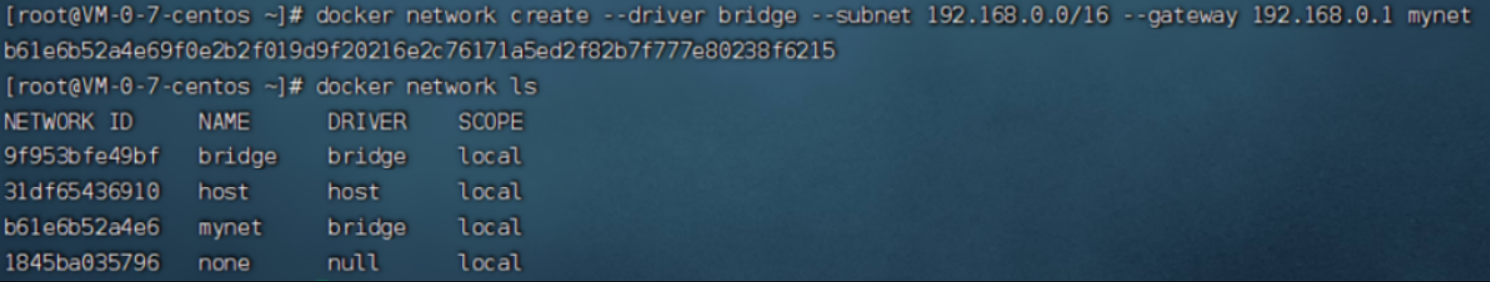 [root@VM-0-7-centos ~]# docker network create --driver bridge --subnet 192.168.0.0/16 --gateway 192.168.0.1 mynet
b61e6b52a4e69f0e2b2f019d9f20216e2c76171a5ed2f82b7f777e80238f6215
[root@VM-0-7-centos ~]# docker network ls
NETWORK ID     NAME      DRIVER    SCOPE
9f953bfe49bf   bridge    bridge    local
31df65436910   host      host      local
b61e6b52a4e6   mynet     bridge    local
1845ba035796   none      null      local